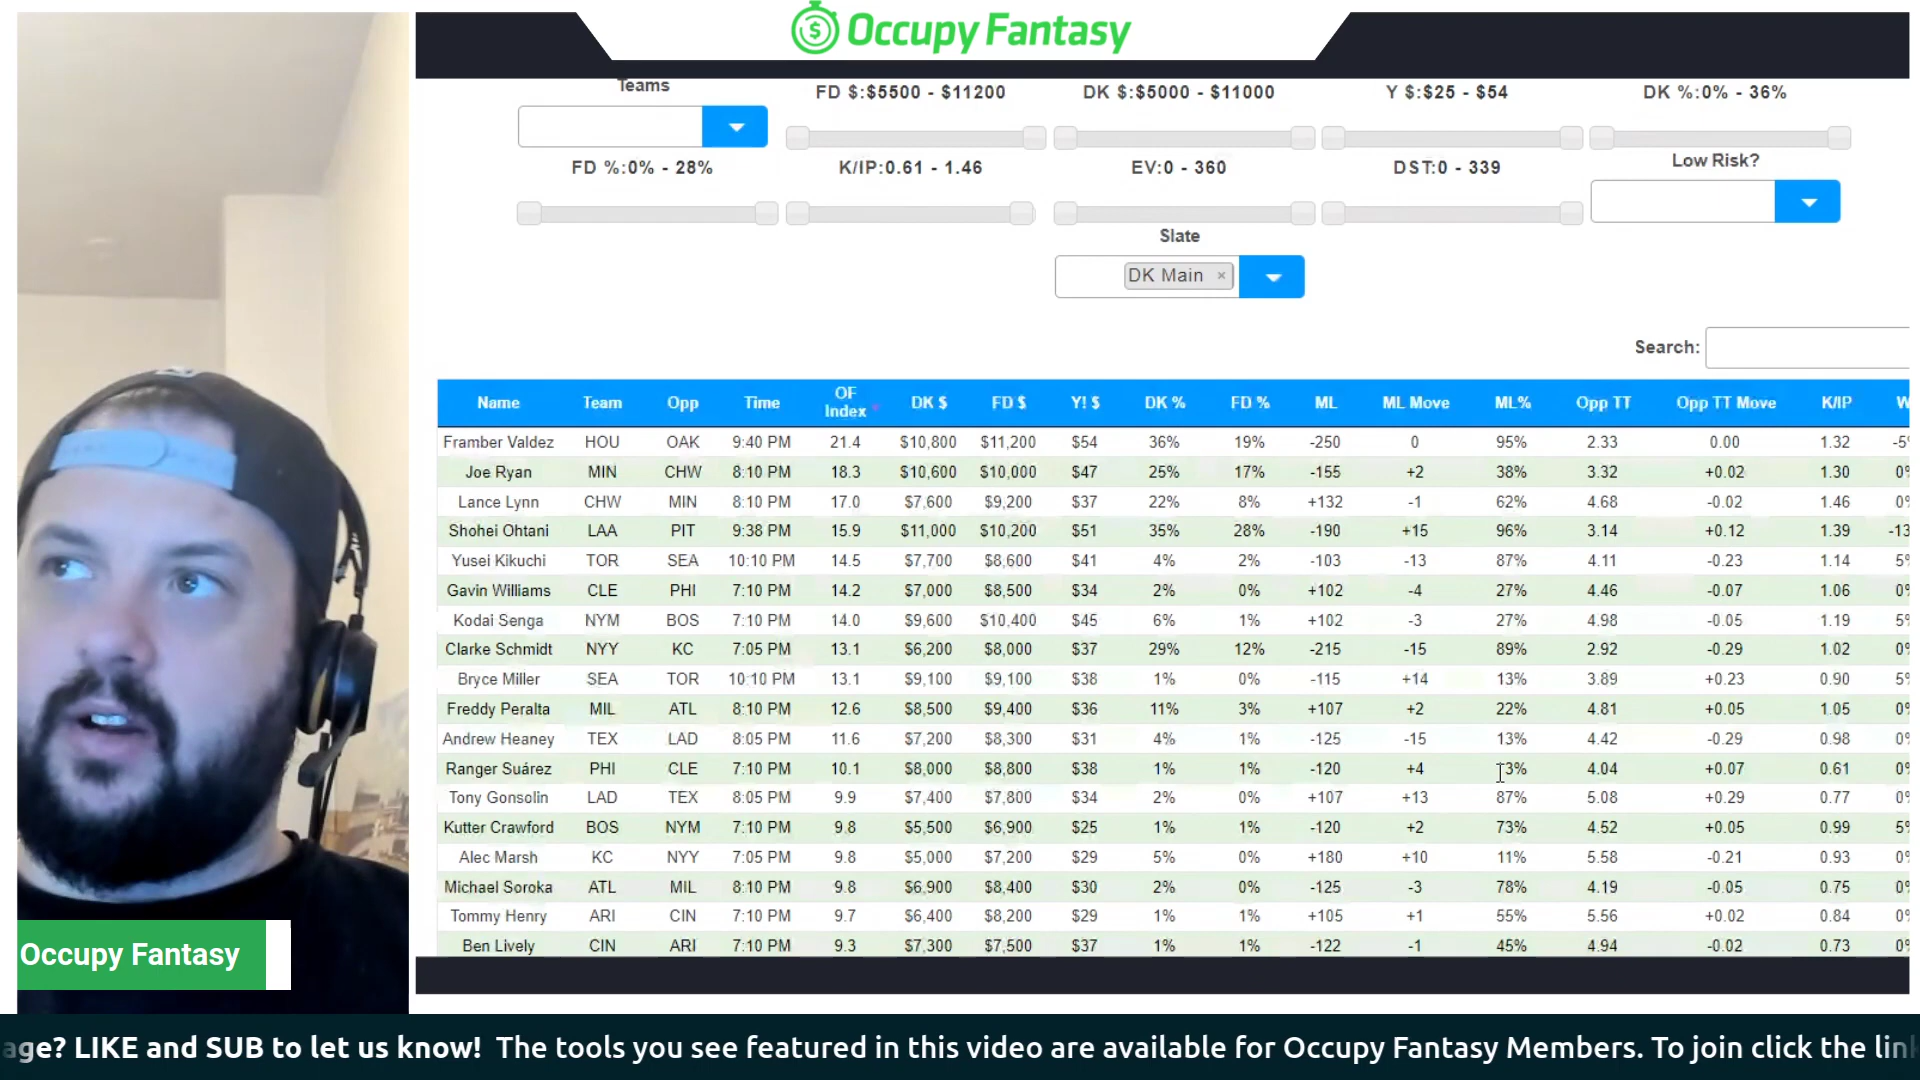 Occupy Fantasy
Teams
FD $:$5500 - $11200
DK $:$5000 - $11000
Y $:$25 - $54
DK %:0% - 36%
FD %:0% - 28%
K/IP:0.61 - 1.46
EV:0 - 360
DST:0 - 339
Low Risk?
Slate
DK Main ×
Search:
Name Team Opp Time OF Index DK $ FD $ Y! $ DK % FD % ML ML Move ML% Opp TT Opp TT Move K/IP W
Framber Valdez HOU OAK 9:40 PM 21.4 $10,800 $11,200 $54 36% 19% -250 0 95% 2.33 0.00 1.32 -5%
Joe Ryan MIN CHW 8:10 PM 18.3 $10,600 $10,000 $47 25% 17% -155 +2 38% 3.32 +0.02 1.30 0%
Lance Lynn CHW MIN 8:10 PM 17.0 $7,600 $9,200 $37 22% 8% +132 -1 62% 4.68 -0.02 1.46 0%
Shohei Ohtani LAA PIT 9:38 PM 15.9 $11,000 $10,200 $51 35% 28% -190 +15 96% 3.14 +0.12 1.39 -13
Yusei Kikuchi TOR SEA 10:10 PM 14.5 $7,700 $8,600 $41 4% 2% -103 -13 87% 4.11 -0.23 1.14 5%
Gavin Williams CLE PHI 7:10 PM 14.2 $7,000 $8,500 $34 2% 0% +102 -4 27% 4.46 -0.07 1.06 0%
Kodai Senga NYM BOS 7:10 PM 14.0 $9,600 $10,400 $45 6% 1% +102 -3 27% 4.98 -0.05 1.19 5%
Clarke Schmidt NYY KC 7:05 PM 13.1 $6,200 $8,000 $37 29% 12% -215 -15 89% 2.92 -0.29 1.02 0%
Bryce Miller SEA TOR 10:10 PM 13.1 $9,100 $9,100 $38 1% 0% -115 +14 13% 3.89 +0.23 0.90 5%
Freddy Peralta MIL ATL 8:10 PM 12.6 $8,500 $9,400 $36 11% 3% +107 +2 22% 4.81 +0.05 1.05 0%
Andrew Heaney TEX LAD 8:05 PM 11.6 $7,200 $8,300 $31 4% 1% -125 -15 13% 4.42 -0.29 0.98 0%
Ranger Suárez PHI CLE 7:10 PM 10.1 $8,000 $8,800 $38 1% 1% -120 +4 3% 4.04 +0.07 0.61 0%
Tony Gonsolin LAD TEX 8:05 PM 9.9 $7,400 $7,800 $34 2% 0% +107 +13 87% 5.08 +0.29 0.77 0%
Kutter Crawford BOS NYM 7:10 PM 9.8 $5,500 $6,900 $25 1% 1% -120 +2 73% 4.52 +0.05 0.99 5%
Alec Marsh KC NYY 7:05 PM 9.8 $5,000 $7,200 $29 5% 0% +180 +10 11% 5.58 -0.21 0.93 0%
Michael Soroka ATL MIL 8:10 PM 9.8 $6,900 $8,400 $30 2% 0% -125 -3 78% 4.19 -0.05 0.75 0%
Tommy Henry ARI CIN 7:10 PM 9.7 $6,400 $8,200 $29 1% 1% +105 +1 55% 5.56 +0.02 0.84 0%
Ben Lively CIN ARI 7:10 PM 9.3 $7,300 $7,500 $37 1% 1% -122 -1 45% 4.94 -0.02 0.73 0%
Occupy Fantasy
age? LIKE and SUB to let us know! The tools you see featured in this video are available for Occupy Fantasy Members. To join click the link